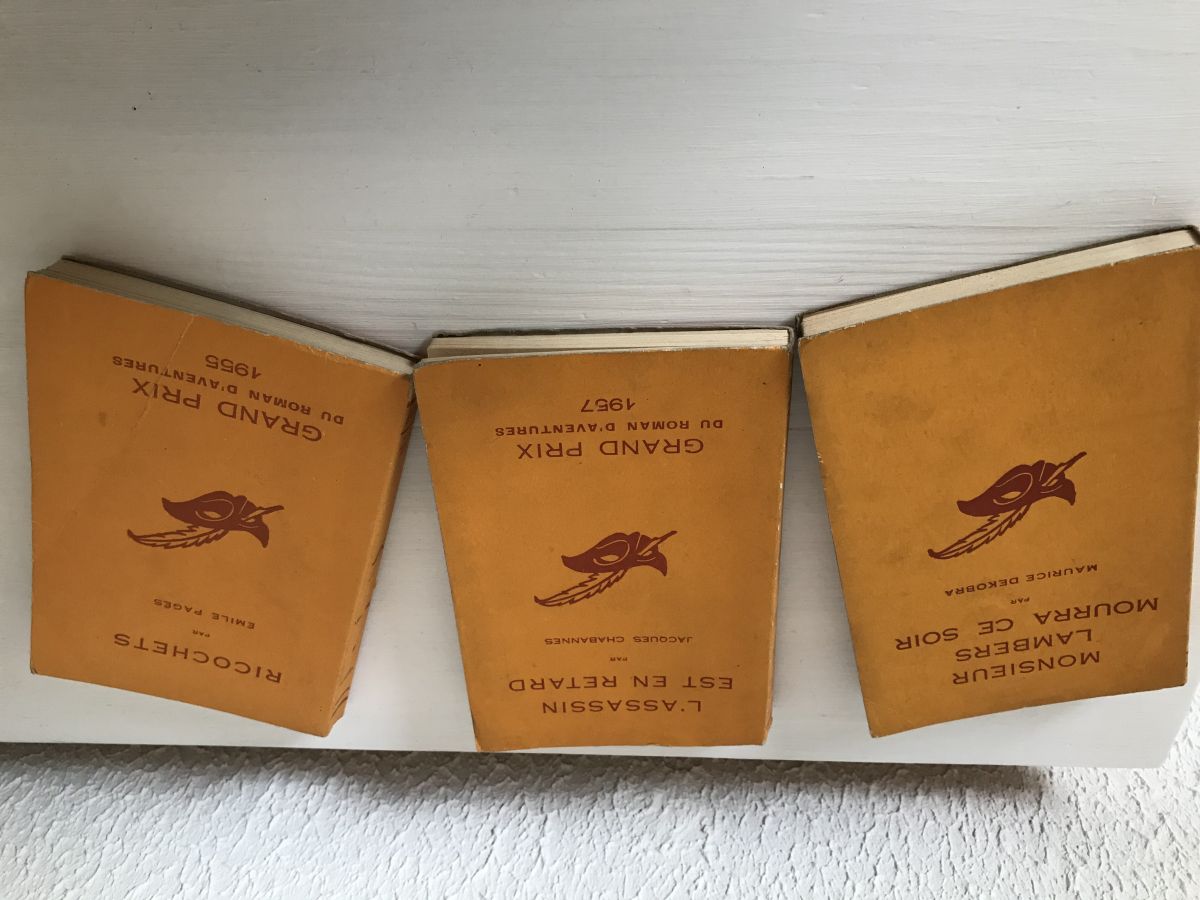 MONSIEUR
LAMBERS
MOURRA CE SOIR
PAR
MAURICE DEKOBRA
L'ASSASSIN
EST EN RETARD
PAR
JACQUES CHABANNES
GRAND PRIX
DU ROMAN D'AVENTURES
1957
RICOCHETS
PAR
EMILE PAGÈS
GRAND PRIX
DU ROMAN D'AVENTURES
1955